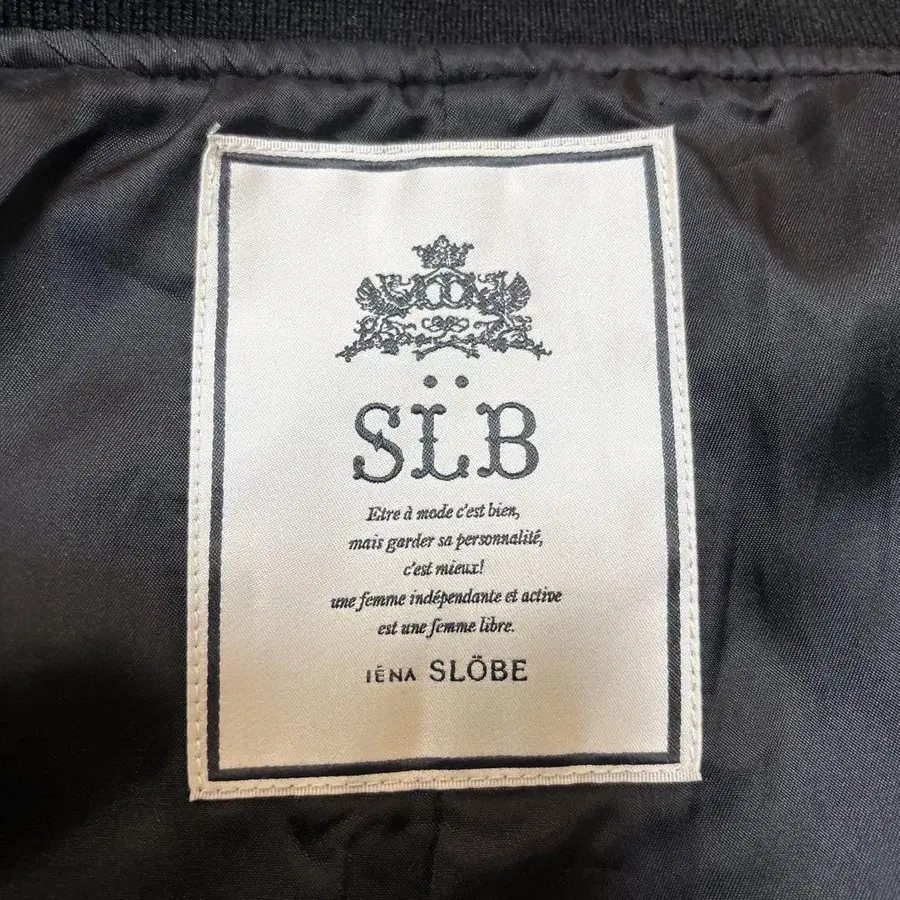 SL̈B
Etre à mode c'est bien,
mais garder sa personnalité,
c'est mieux!
une femme indépendante et active
est une femme libre.
IÉNA SLÖBE